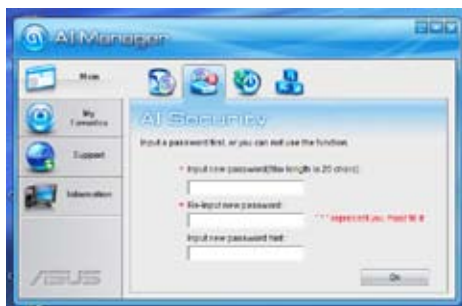 AI Manager
Main
My Favorites
Support
Information
AI Security
Input a password first, or you can not use the function.
* Input new password(Max length is 20 chars):
* Re-input new password:
"*" represent you must fill it
Input new password hint:
ASUS
OK